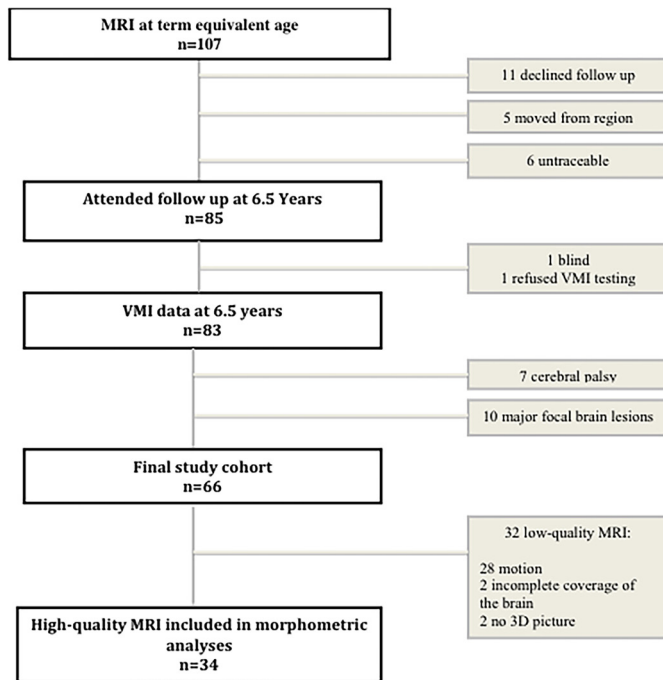 MRI at term equivalent age
n=107
11 declined follow up
5 moved from region
6 untraceable
Attended follow up at 6.5 Years
n=85
1 blind
1 refused VMI testing
VMI data at 6.5 years
n=83
7 cerebral palsy
10 major focal brain lesions
Final study cohort
n=66
32 low-quality MRI:
28 motion
2 incomplete coverage of
the brain
2 no 3D picture
High-quality MRI included in morphometric
analyses
n=34